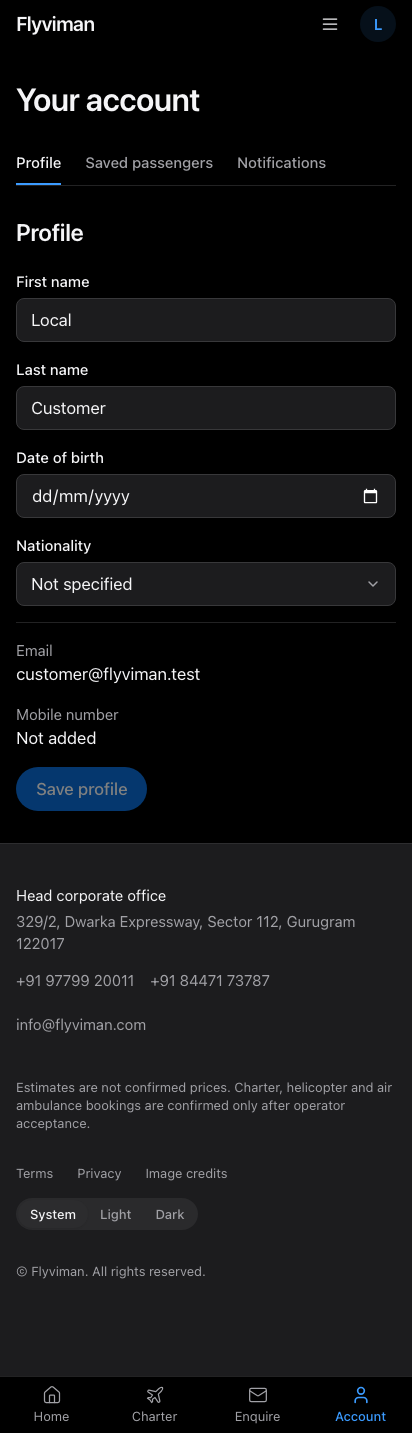 Flyviman
L
Your account
Profile
Saved passengers
Notifications
Profile
First name
Local
Last name
Customer
Date of birth
dd/mm/yyyy
Nationality
Not specified
Email
customer@flyviman.test
Mobile number
Not added
Save profile
Head corporate office
329/2, Dwarka Expressway, Sector 112, Gurugram
122017
+91 97799 20011
+91 84471 73787
info@flyviman.com
Estimates are not confirmed prices. Charter, helicopter and air
ambulance bookings are confirmed only after operator
acceptance.
Terms
Privacy
Image credits
System
Light
Dark
© Flyviman. All rights reserved.
Home
Charter
Enquire
Account